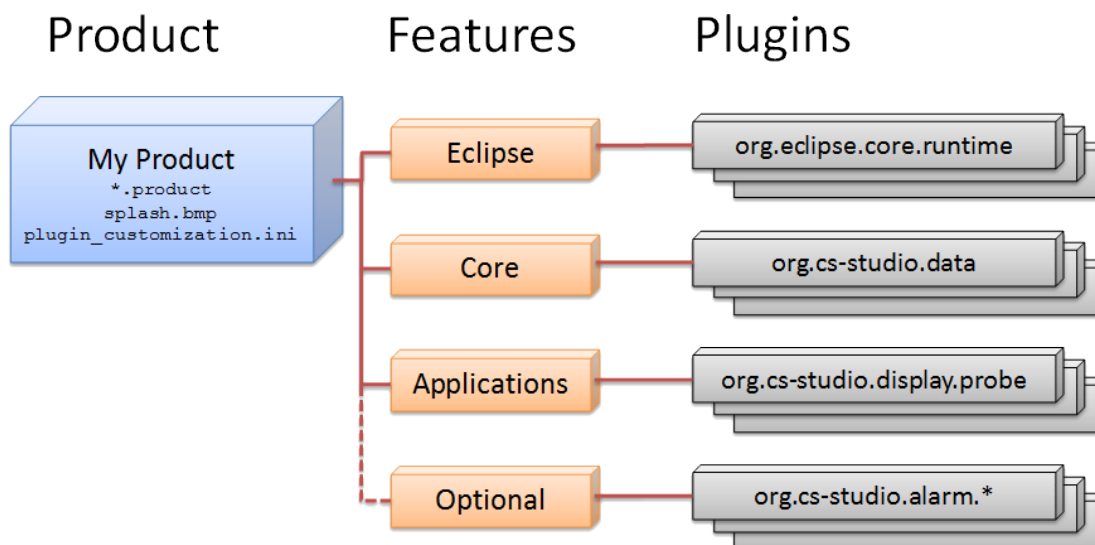 Product
Features
Plugins
My Product
*.product
splash.bmp
plugin_customization.ini
Eclipse
org.eclipse.core.runtime
Core
org.cs-studio.data
Applications
org.cs-studio.display.probe
Optional
org.cs-studio.alarm.*